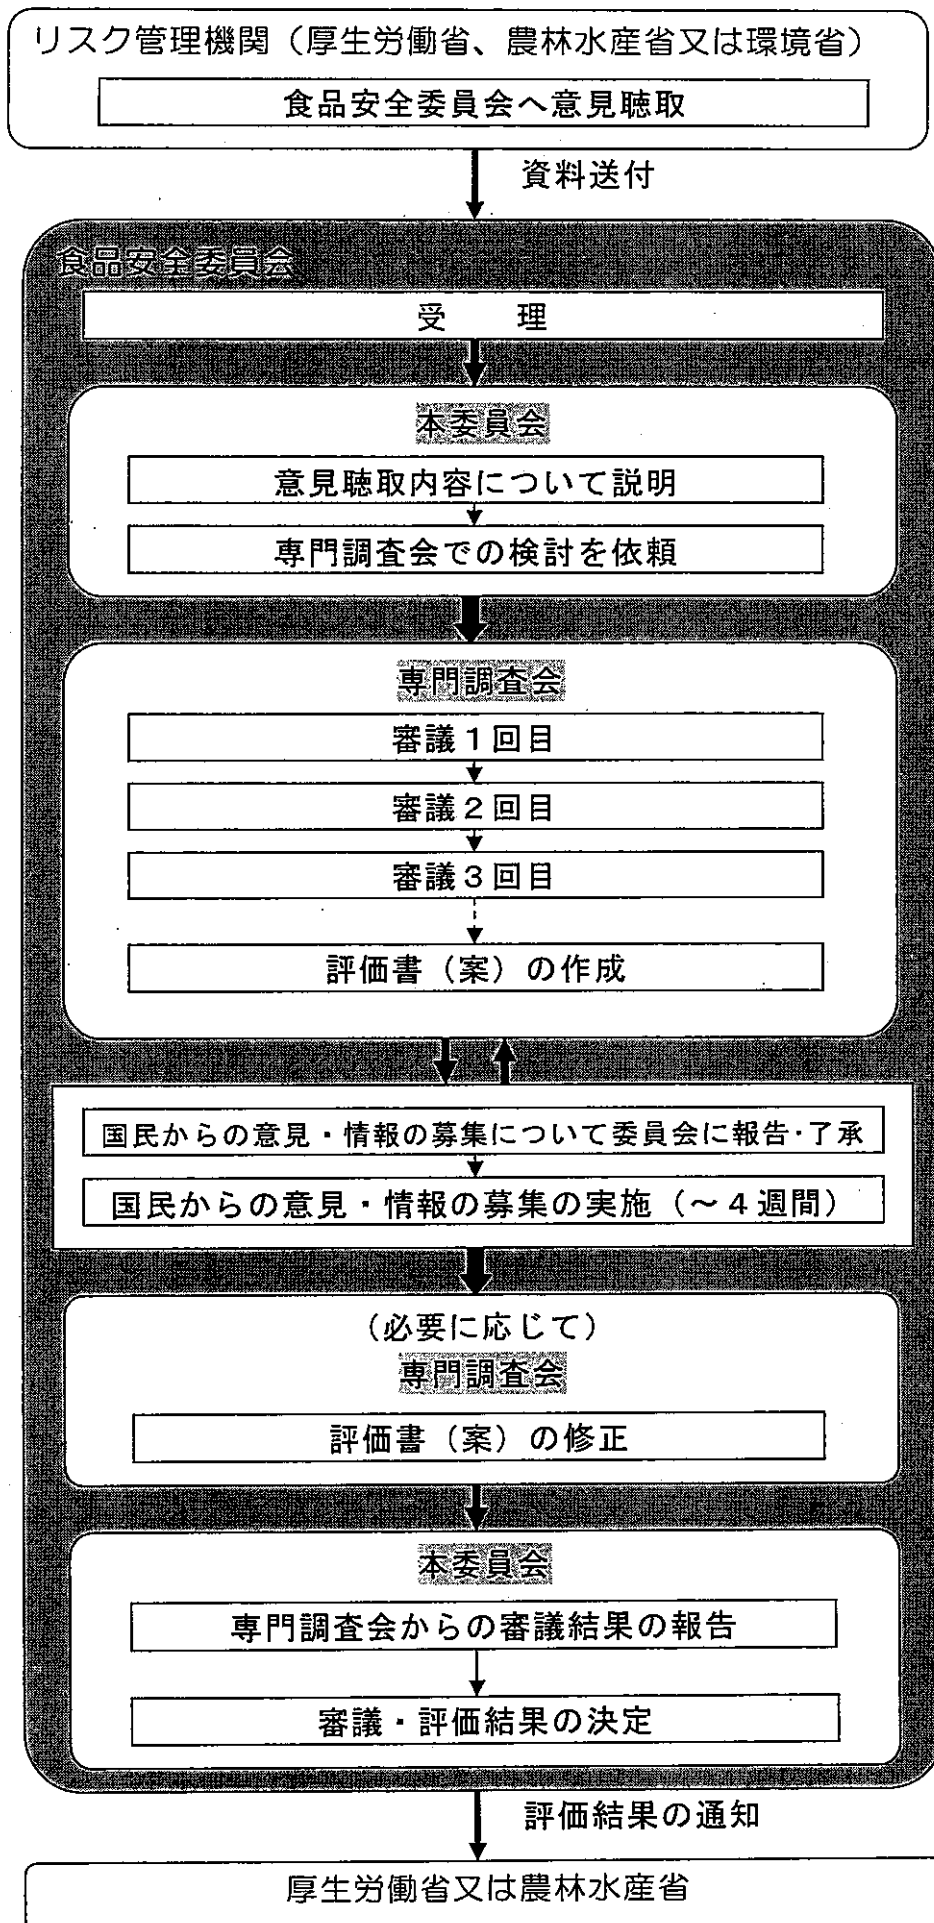 リスク管理機関（厚生労働省、農林水産省又は環境省）
食品安全委員会へ意見聴取
資料送付
食品安全委員会
受　　理
本委員会
意見聴取内容について説明
専門調査会での検討を依頼
専門調査会
審議１回目
審議２回目
審議３回目
評価書（案）の作成
国民からの意見・情報の募集について委員会に報告・了承
国民からの意見・情報の募集の実施（～４週間）
（必要に応じて）
専門調査会
評価書（案）の修正
本委員会
専門調査会からの審議結果の報告
審議・評価結果の決定
評価結果の通知
厚生労働省又は農林水産省